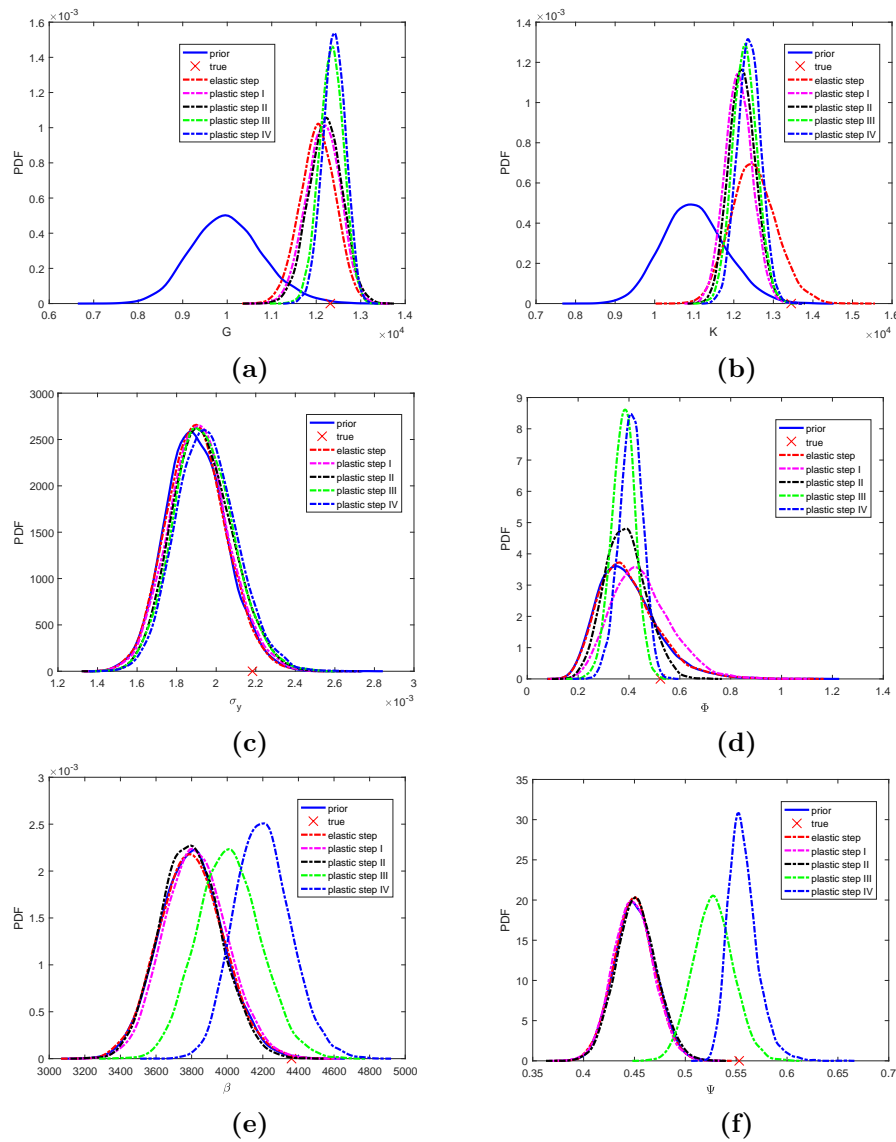 ×10⁻³
1.6
1.4
1.2
1
0.8
0.6
0.4
0.2
0
PDF
prior
true
elastic step
plastic step I
plastic step II
plastic step III
plastic step IV
0.6 0.7 0.8 0.9 1 1.1 1.2 1.3 1.4
G
×10⁴
(a)
×10⁻³
1.4
1.2
1
0.8
0.6
0.4
0.2
0
PDF
prior
true
elastic step
plastic step I
plastic step II
plastic step III
plastic step IV
0.7 0.8 0.9 1 1.1 1.2 1.3 1.4 1.5 1.6
K
×10⁴
(b)
3000
2500
2000
1500
1000
500
0
PDF
prior
true
elastic step
plastic step I
plastic step II
plastic step III
plastic step IV
1.2 1.4 1.6 1.8 2 2.2 2.4 2.6 2.8 3
σ_y
×10⁻³
(c)
9
8
7
6
5
4
3
2
1
0
PDF
prior
true
elastic step
plastic step I
plastic step II
plastic step III
plastic step IV
0 0.2 0.4 0.6 0.8 1 1.2 1.4
Φ
(d)
×10⁻³
3
2.5
2
1.5
1
0.5
0
PDF
prior
true
elastic step
plastic step I
plastic step II
plastic step III
plastic step IV
3000 3200 3400 3600 3800 4000 4200 4400 4600 4800 5000
β
(e)
35
30
25
20
15
10
5
0
PDF
prior
true
elastic step
plastic step I
plastic step II
plastic step III
plastic step IV
0.35 0.4 0.45 0.5 0.55 0.6 0.65 0.7
Ψ
(f)